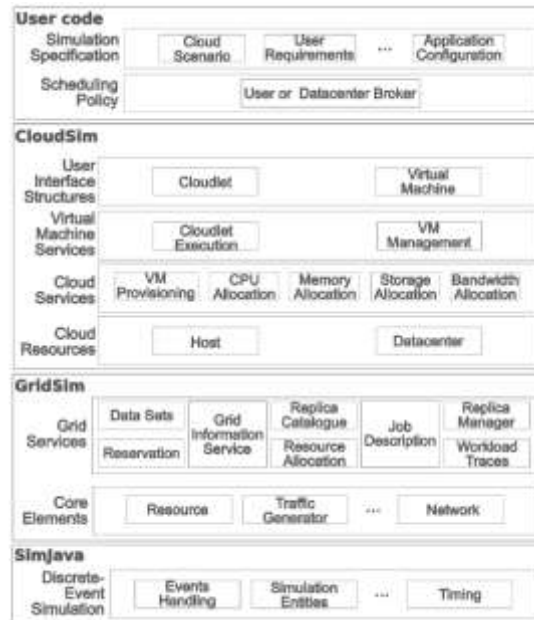 User code
Simulation
Specification
Cloud
Scenario
User
Requirements
...
Application
Configuration
Scheduling
Policy
User or Datacenter Broker
CloudSim
User
Interface
Structures
Cloudlet
Virtual
Machine
Virtual
Machine
Services
Cloudlet
Execution
VM
Management
Cloud
Services
VM
Provisioning
CPU
Allocation
Memory
Allocation
Storage
Allocation
Bandwidth
Allocation
Cloud
Resources
Host
Datacenter
GridSim
Grid
Services
Data Sets
Reservation
Grid
Information
Service
Replica
Catalogue
Resource
Allocation
Job
Description
Replica
Manager
Workload
Traces
Core
Elements
Resource
Traffic
Generator
...
Network
SimJava
Discrete-
Event
Simulation
Events
Handling
Simulation
Entities
...
Timing